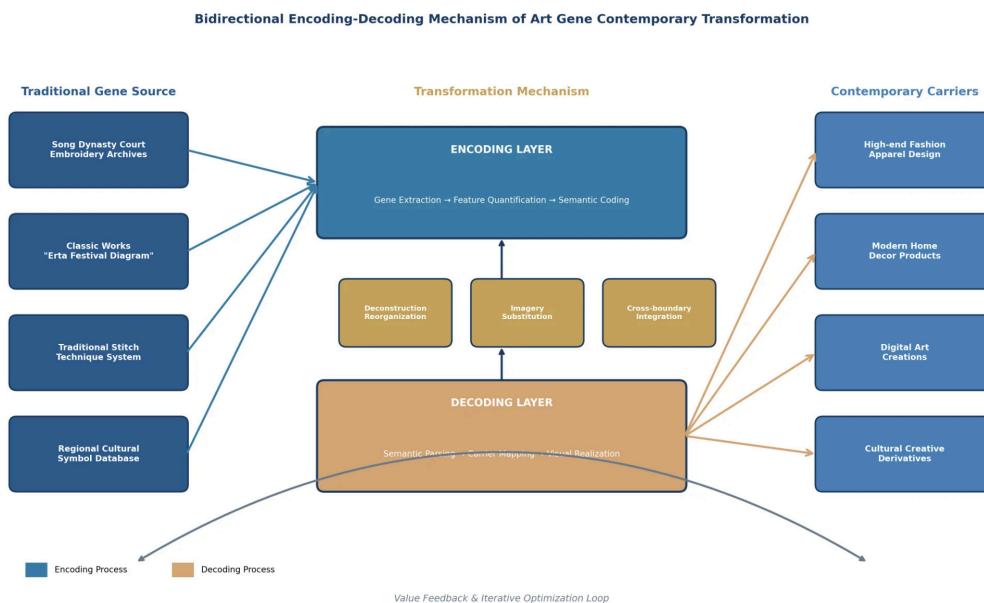 Bidirectional Encoding-Decoding Mechanism of Art Gene Contemporary Transformation
Traditional Gene Source
Transformation Mechanism
Contemporary Carriers
Song Dynasty Court
Embroidery Archives
Classic Works
"Erta Festival Diagram"
Traditional Stitch
Technique System
Regional Cultural
Symbol Database
ENCODING LAYER
Gene Extraction → Feature Quantification → Semantic Coding
Deconstruction
Reorganization
Imagery
Substitution
Cross-boundary
Integration
DECODING LAYER
Semantic Parsing → Carrier Mapping → Visual Realization
High-end Fashion
Apparel Design
Modern Home
Decor Products
Digital Art
Creations
Cultural Creative
Derivatives
Encoding Process
Decoding Process
Value Feedback & Iterative Optimization Loop